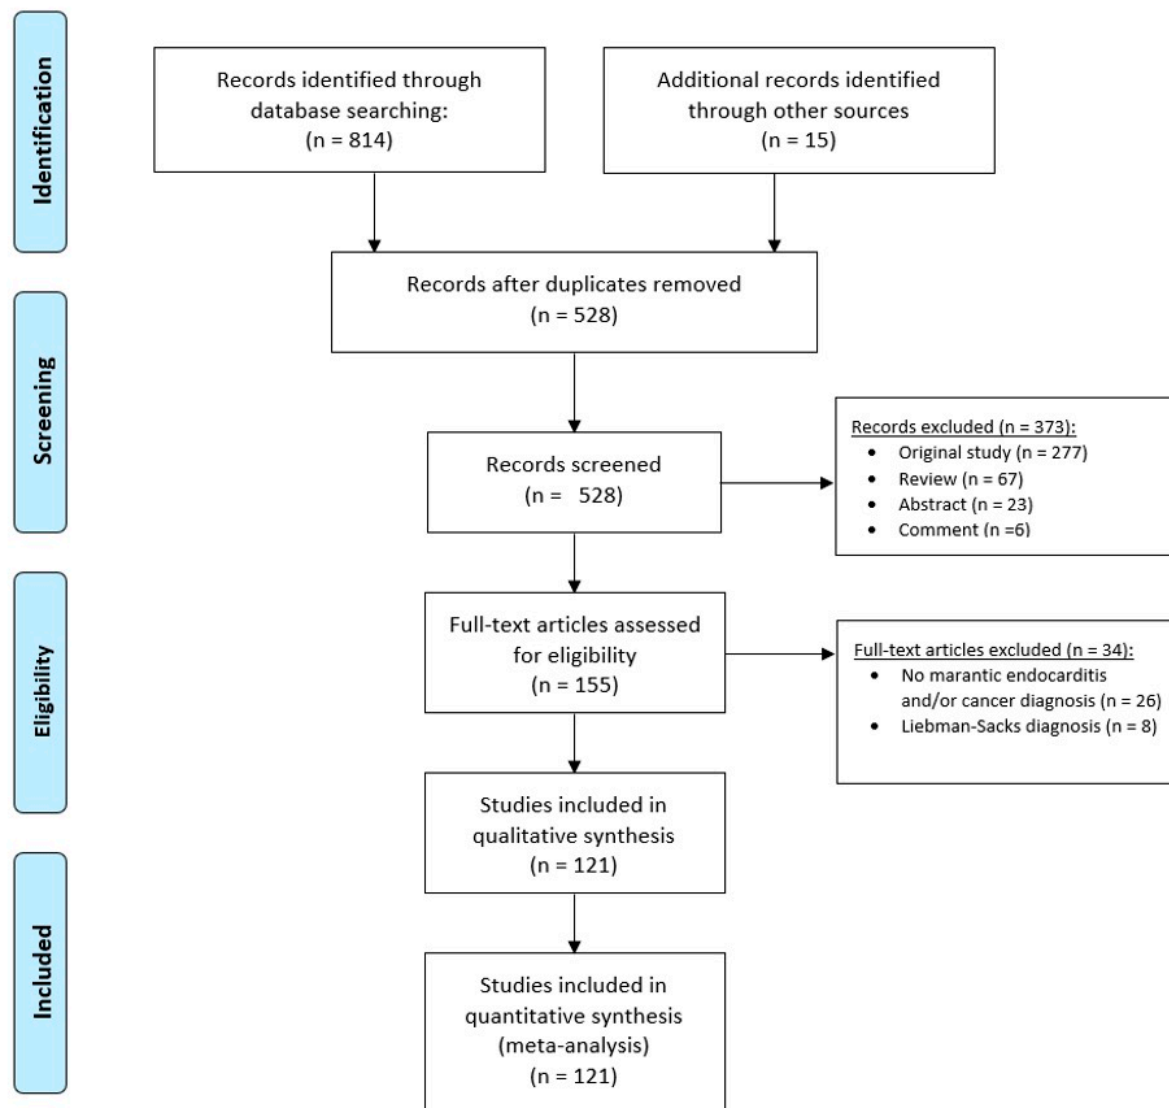 Identification
Records identified through
database searching:
(n = 814)
Additional records identified
through other sources
(n = 15)
Records after duplicates removed
(n = 528)
Screening
Records screened
(n =   528)
Records excluded (n = 373):
• Original study (n = 277)
• Review (n = 67)
• Abstract (n = 23)
• Comment (n =6)
Eligibility
Full-text articles assessed
for eligibility
(n = 155)
Full-text articles excluded (n = 34):
• No marantic endocarditis
and/or cancer diagnosis (n = 26)
• Liebman-Sacks diagnosis (n = 8)
Studies included in
qualitative synthesis
(n = 121)
Included
Studies included in
quantitative synthesis
(meta-analysis)
(n = 121)